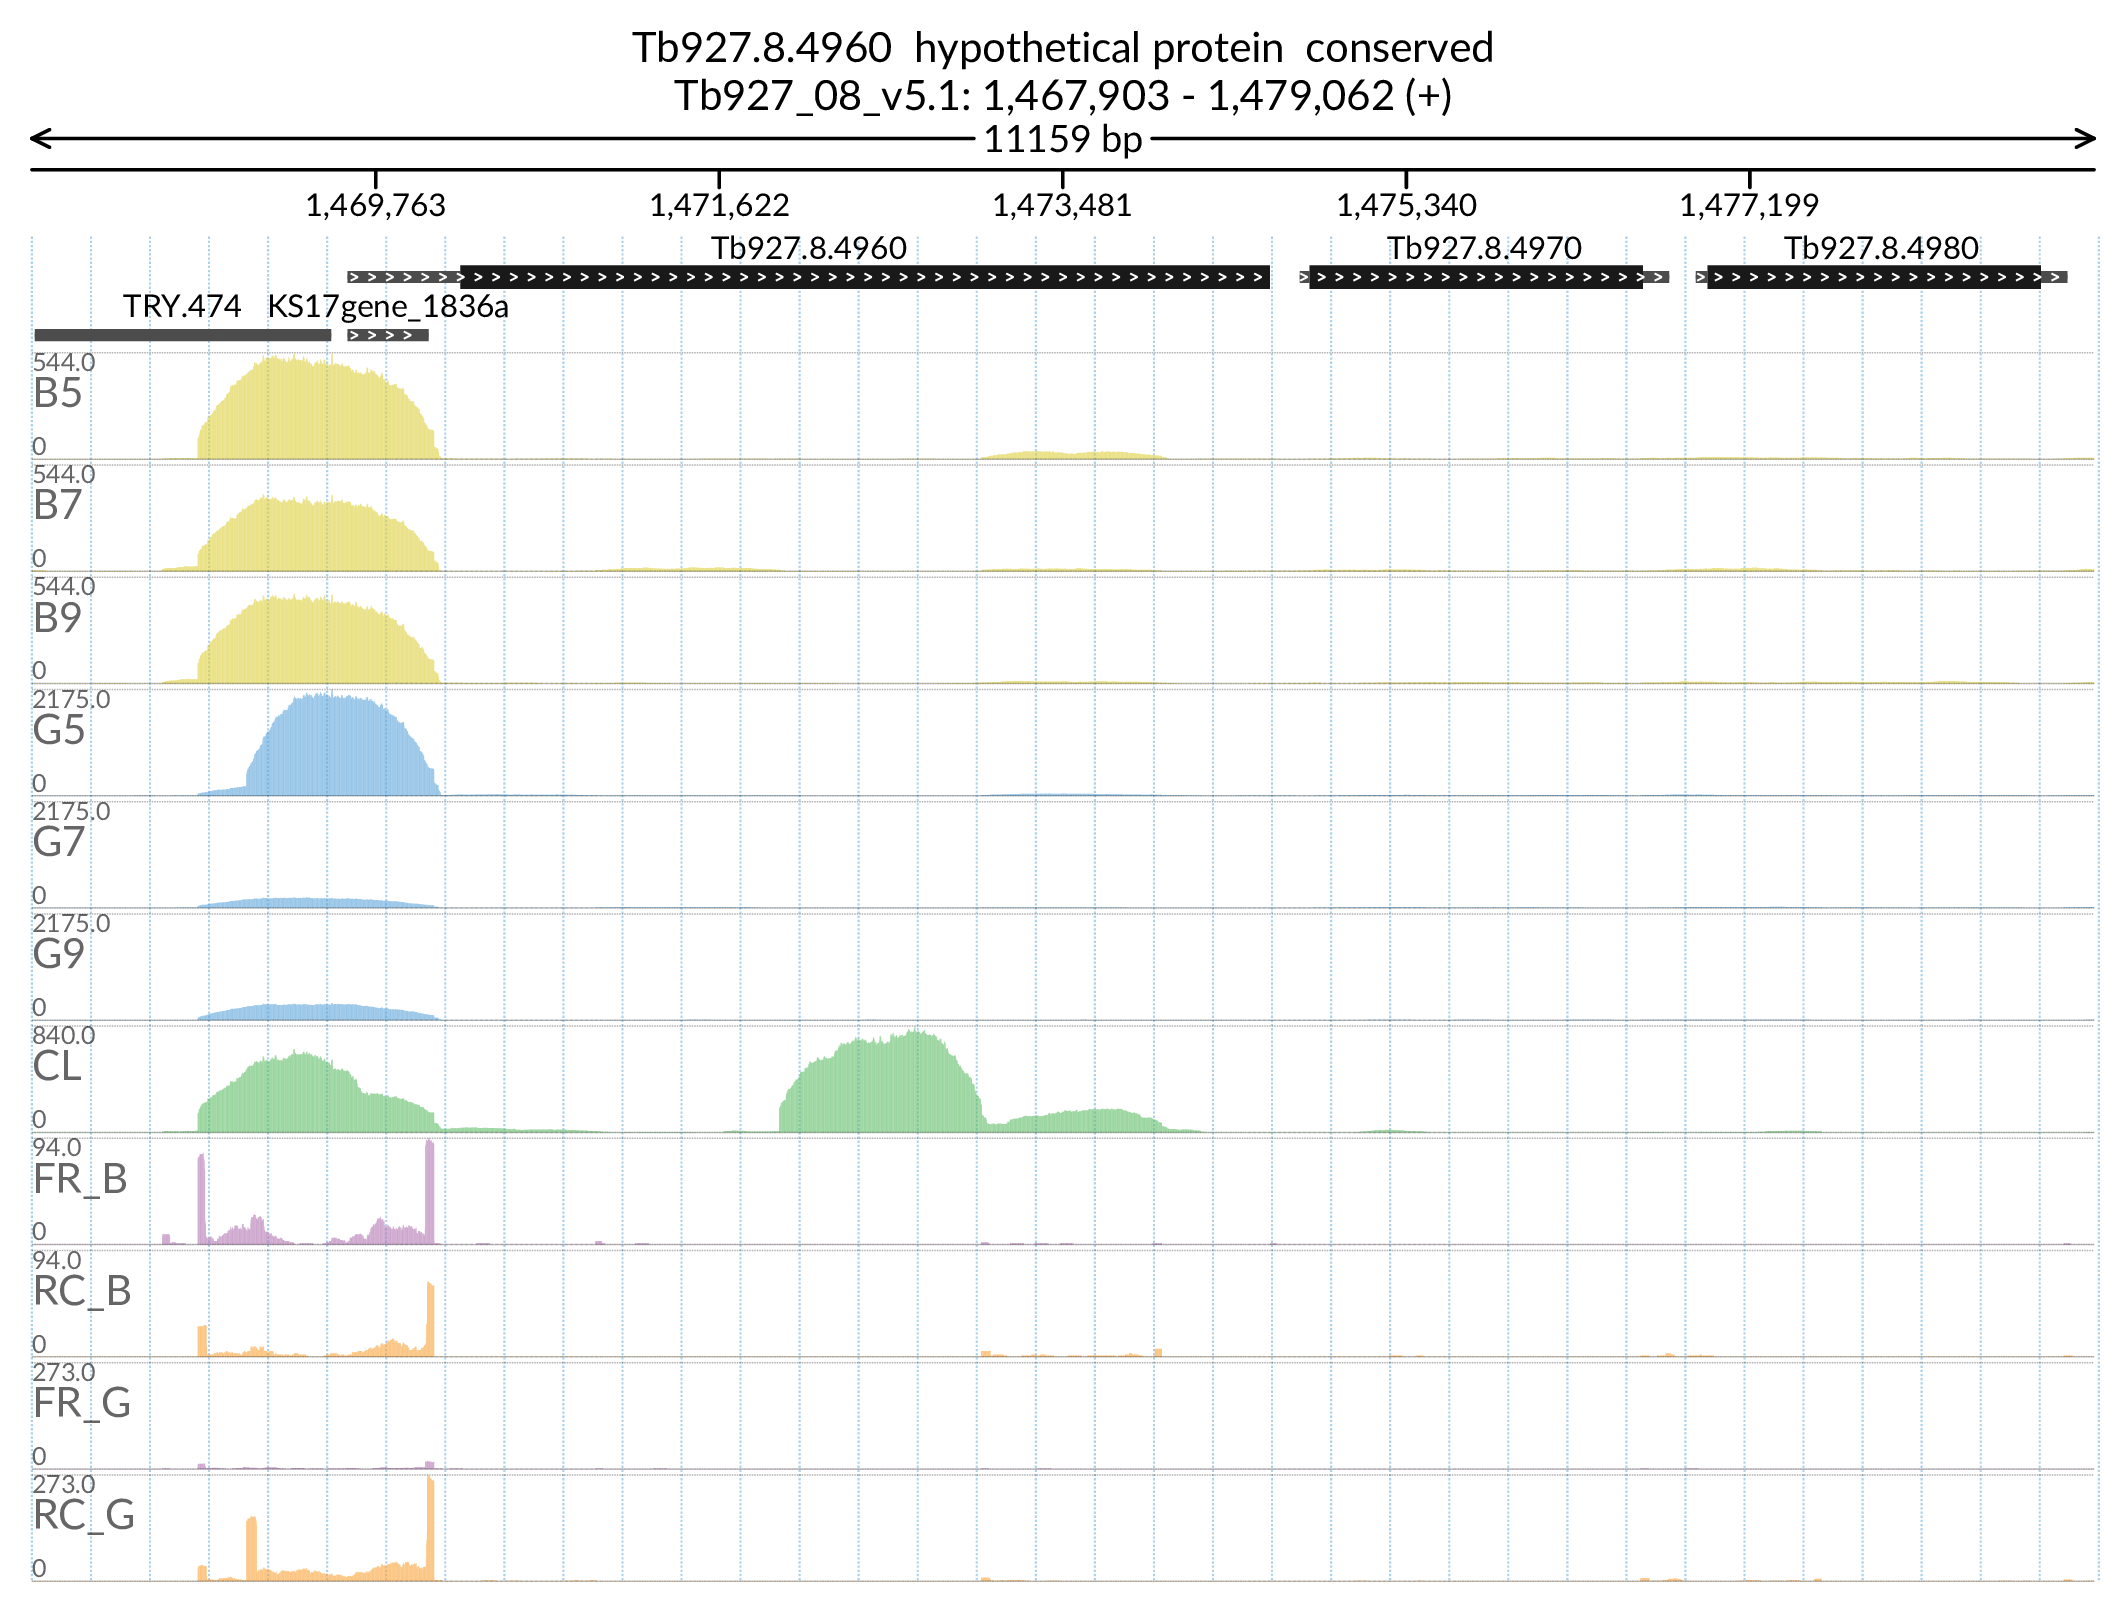 Tb927.8.4960  hypothetical protein  conserved
Tb927_08_v5.1: 1,467,903 - 1,479,062 (+)
11159 bp
1,469,763 1,471,622 1,473,481 1,475,340 1,477,199
Tb927.8.4960 Tb927.8.4970 Tb927.8.4980
TRY.474 KS17gene_1836a
544.0
B5
0
544.0
B7
0
544.0
B9
0
2175.0
G5
0
2175.0
G7
0
2175.0
G9
0
840.0
CL
0
94.0
FR_B
0
94.0
RC_B
0
273.0
FR_G
0
273.0
RC_G
0